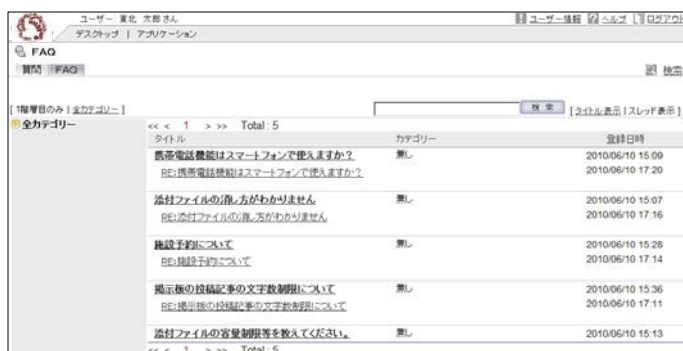 ユーザー 東北 太郎さん
ユーザー情報 ヘルプ ログアウト
デスクトップ | アプリケーション
FAQ
質問 FAQ
検索
[ 1階層目のみ | 全カテゴリー ]
検 索
[ タイトル表示 | スレッド表示 ]
全カテゴリー
<< < 1 > >> Total : 5
タイトル カテゴリー 登録日時
携帯電話機能はスマートフォンで使えますか? 無し 2010/06/10 15:09
RE:携帯電話機能はスマートフォンで使えますか? 2010/06/10 17:20
添付ファイルの消し方がわかりません 無し 2010/06/10 15:07
RE:添付ファイルの消し方がわかりません 2010/06/10 17:16
施設予約について 無し 2010/06/10 15:28
RE:施設予約について 2010/06/10 17:14
掲示板の投稿記事の文字数制限について 無し 2010/06/10 15:36
RE:掲示板の投稿記事の文字数制限について 2010/06/10 17:11
添付ファイルの容量制限等を教えてください。 無し 2010/06/10 15:13
<< < 1 > >> Total : 5